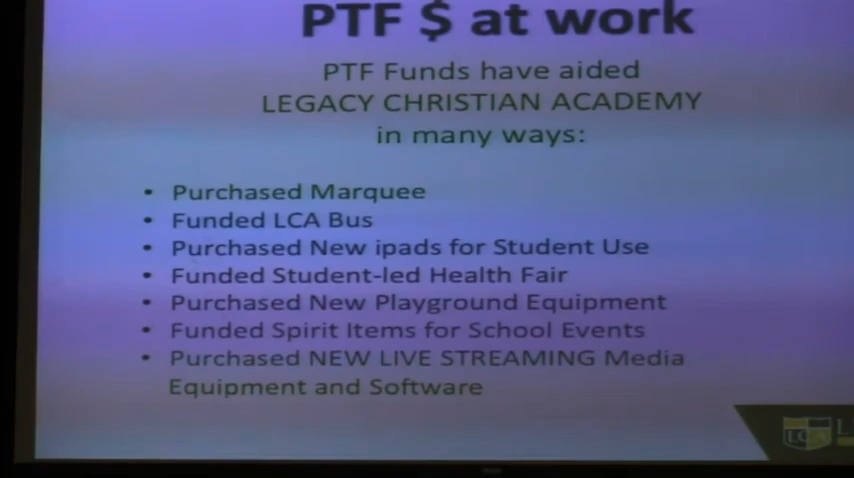 PTF $ at work
PTF Funds have aided
LEGACY CHRISTIAN ACADEMY
in many ways:
• Purchased Marquee
• Funded LCA Bus
• Purchased New ipads for Student Use
• Funded Student-led Health Fair
• Purchased New Playground Equipment
• Funded Spirit Items for School Events
• Purchased NEW LIVE STREAMING Media
Equipment and Software
LCA